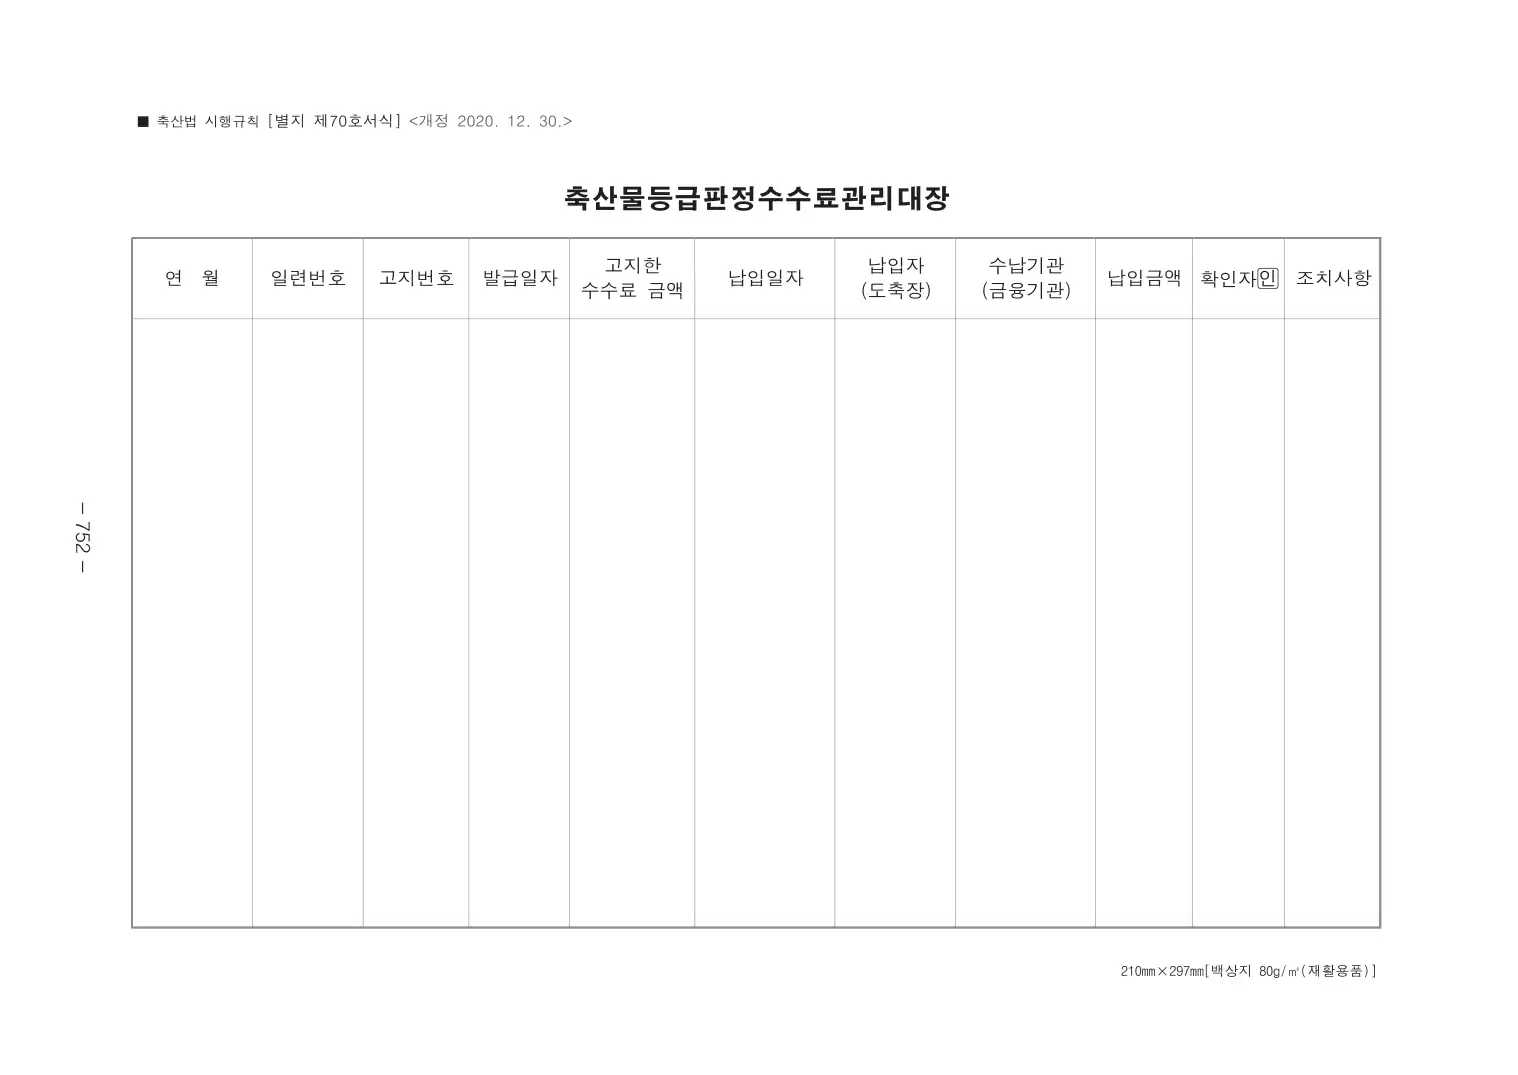 ■ 축산법 시행규칙 [별지 제70호서식] <개정 2020. 12. 30.>
축산물등급판정수수료관리대장
연 월
일련번호
고지번호
발급일자
고지한
수수료 금액
납입일자
납입자
(도축장)
수납기관
(금융기관)
납입금액
확인자인
조치사항
- 752 -
210㎜×297㎜[백상지 80g/㎡(재활용품)]